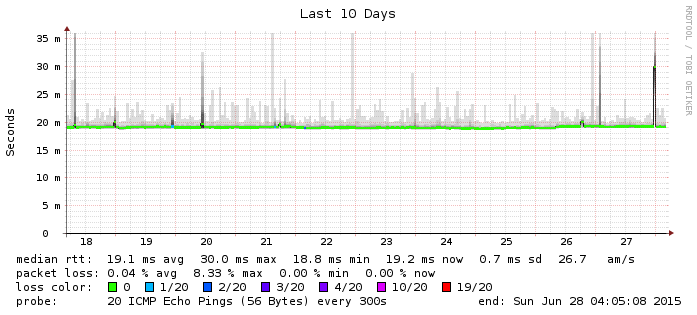 Last 10 Days
RRDTOOL / TOBI OETIKER
Seconds
35 m
30 m
25 m
20 m
15 m
10 m
5 m
0
18 19 20 21 22 23 24 25 26 27
median rtt: 19.1 ms avg 30.0 ms max 18.8 ms min 19.2 ms now 0.7 ms sd 26.7 am/s
packet loss: 0.04 % avg 8.33 % max 0.00 % min 0.00 % now
loss color: 0 1/20 2/20 3/20 4/20 10/20 19/20
probe: 20 ICMP Echo Pings (56 Bytes) every 300s end: Sun Jun 28 04:05:08 2015